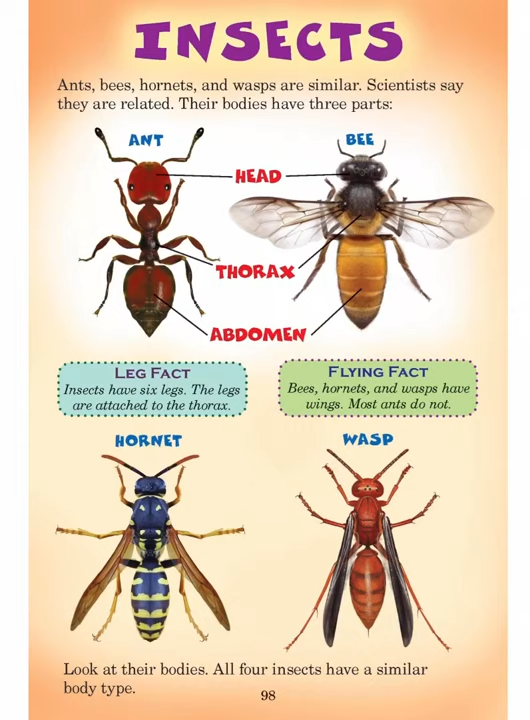 INSECTS
Ants, bees, hornets, and wasps are similar. Scientists say
they are related. Their bodies have three parts:
ANT
BEE
HEAD
THORAX
ABDOMEN
LEG FACT
Insects have six legs. The legs
are attached to the thorax.
FLYING FACT
Bees, hornets, and wasps have
wings. Most ants do not.
HORNET
WASP
Look at their bodies. All four insects have a similar
body type.
98